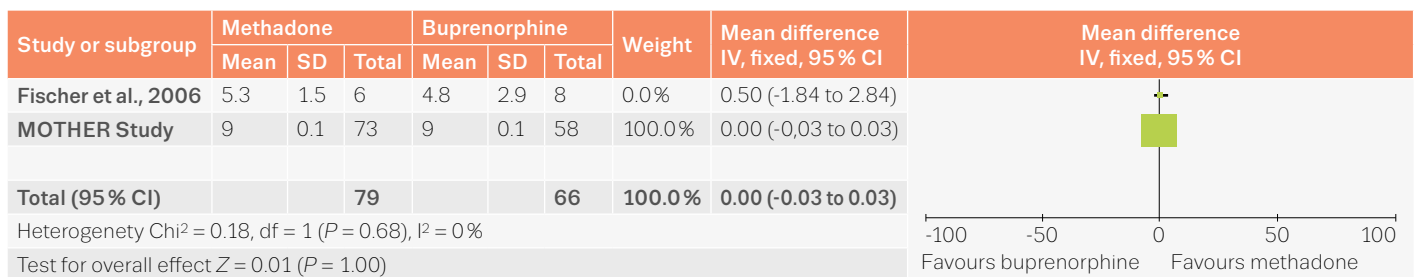 Study or subgroup Methadone Buprenorphine Weight Mean difference IV, fixed, 95% CI Mean difference IV, fixed, 95% CI
Mean SD Total Mean SD Total
Fischer et al., 2006 5.3 1.5 6 4.8 2.9 8 0.0% 0.50 (-1.84 to 2.84)
MOTHER Study 9 0.1 73 9 0.1 58 100.0% 0.00 (-0,03 to 0.03)
Total (95% CI) 79 66 100.0% 0.00 (-0.03 to 0.03)
Heterogenety Chi² = 0.18, df = 1 (P = 0.68), I² = 0%
Test for overall effect Z = 0.01 (P = 1.00)
-100 -50 0 50 100
Favours buprenorphine Favours methadone